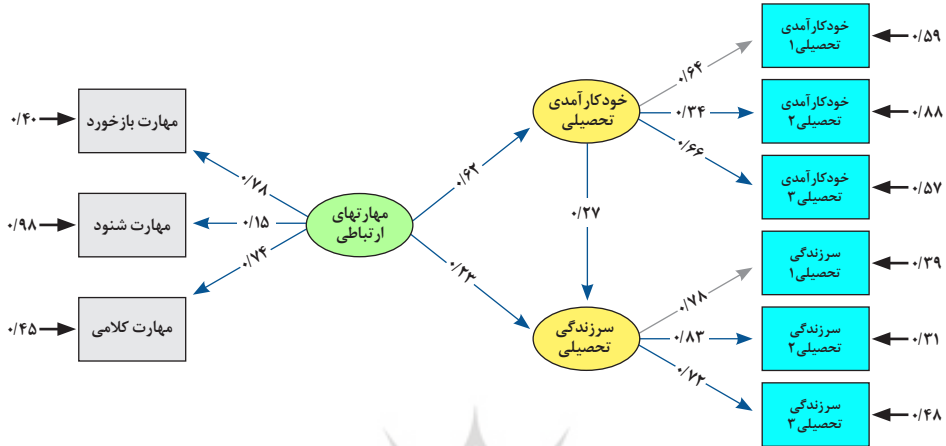 ۰/۴۰
مهارت بازخورد
۰/۹۸
مهارت شنود
۰/۴۵
مهارت کلامی
۰/۷۸
۰/۱۵
۰/۷۴
مهارتهای
ارتباطی
۰/۶۲
۰/۲۳
خودکارآمدی
تحصیلی
۰/۲۷
سرزندگی
تحصیلی
۰/۶۴
۰/۳۴
۰/۶۶
۰/۷۸
۰/۸۳
۰/۷۲
خودکارآمدی
تحصیلی۱
۰/۵۹
خودکارآمدی
تحصیلی۲
۰/۸۸
خودکارآمدی
تحصیلی۳
۰/۵۷
سرزندگی
تحصیلی۱
۰/۳۹
سرزندگی
تحصیلی۲
۰/۳۱
سرزندگی
تحصیلی۳
۰/۴۸